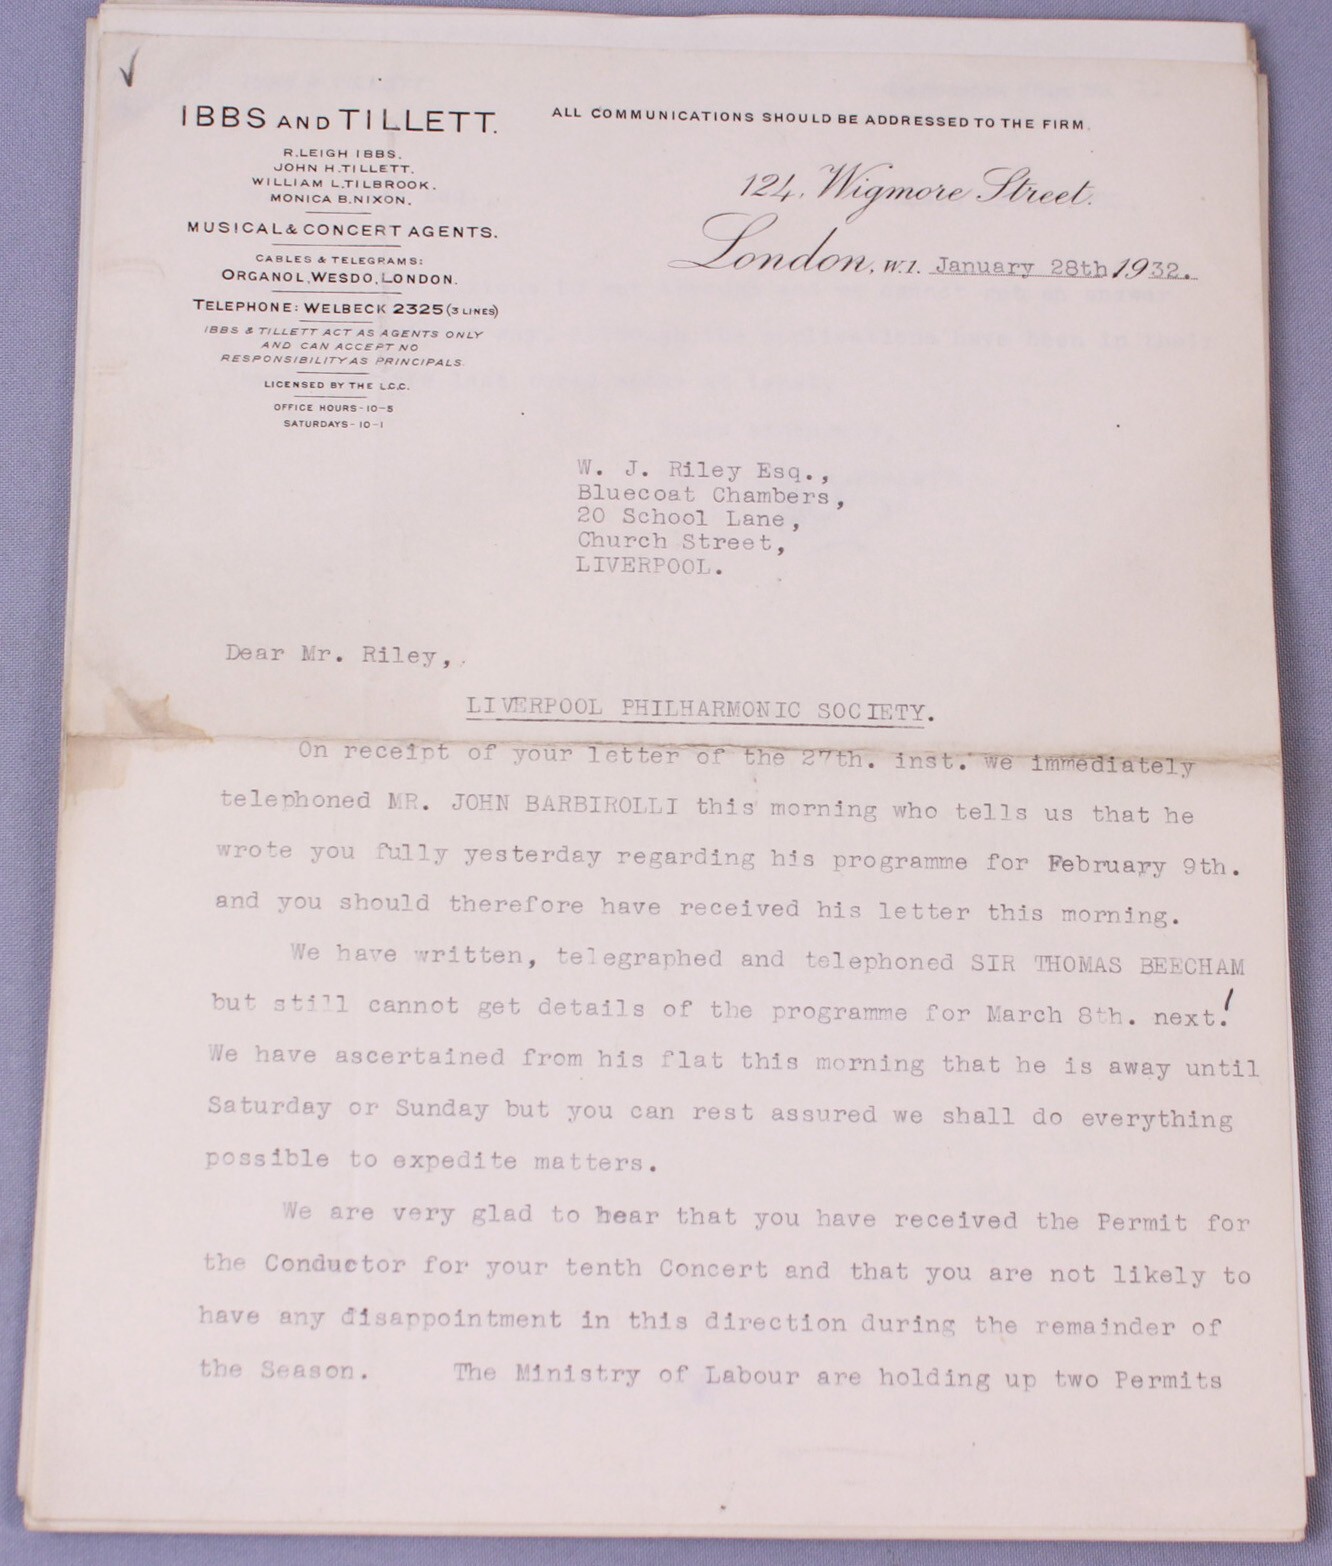 IBBS AND TILLETT.
R. LEIGH IBBS.
JOHN H. TILLETT.
WILLIAM L. TILBROOK.
MONICA B. NIXON.
MUSICAL & CONCERT AGENTS.
CABLES & TELEGRAMS:
ORGANOL, WESDO, LONDON.
TELEPHONE: WELBECK 2325 (3 LINES)
IBBS & TILLETT ACT AS AGENTS ONLY
AND CAN ACCEPT NO
RESPONSIBILITY AS PRINCIPALS.
LICENSED BY THE L.C.C.
OFFICE HOURS - 10-5
SATURDAYS - 10-1
ALL COMMUNICATIONS SHOULD BE ADDRESSED TO THE FIRM.
124, Wigmore Street.
London, W.1. January 28th 1932.
W. J. Riley Esq.,
Bluecoat Chambers,
20 School Lane,
Church Street,
LIVERPOOL.
Dear Mr. Riley,
LIVERPOOL PHILHARMONIC SOCIETY.
On receipt of your letter of the 27th. inst. we immediately
telephoned MR. JOHN BARBIROLLI this morning who tells us that he
wrote you fully yesterday regarding his programme for February 9th.
and you should therefore have received his letter this morning.
We have written, telegraphed and telephoned SIR THOMAS BEECHAM
but still cannot get details of the programme for March 8th. next!
We have ascertained from his flat this morning that he is away until
Saturday or Sunday but you can rest assured we shall do everything
possible to expedite matters.
We are very glad to hear that you have received the Permit for
the Conductor for your tenth Concert and that you are not likely to
have any disappointment in this direction during the remainder of
the Season. The Ministry of Labour are holding up two Permits